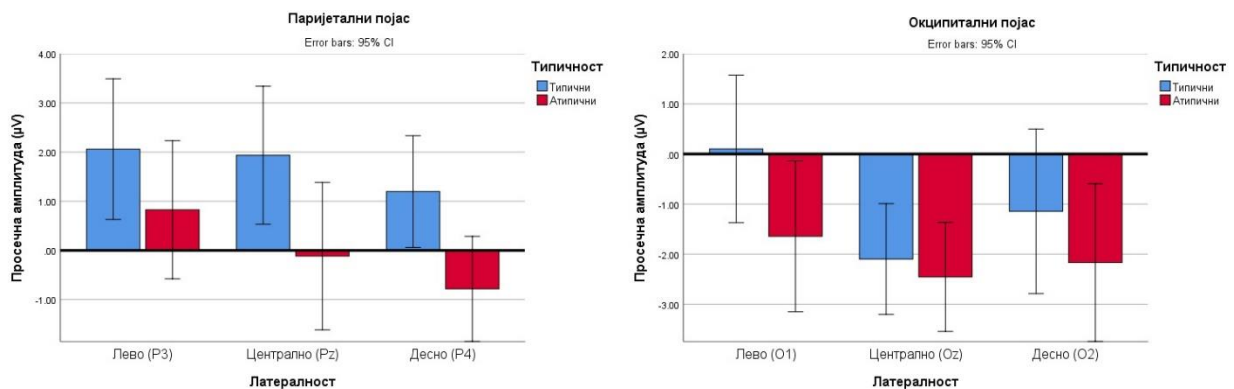 Паријетални појас
Error bars: 95% CI
Типичност
Типични
Атипични
Просечна амплитуда (μV)
4.00
3.00
2.00
1.00
.00
-1.00
Лево (P3)
Централно (Pz)
Десно (P4)
Латералност
Окципитални појас
Error bars: 95% CI
Типичност
Типични
Атипични
Просечна амплитуда (μV)
2.00
1.00
.00
-1.00
-2.00
-3.00
Лево (O1)
Централно (Oz)
Десно (O2)
Латералност